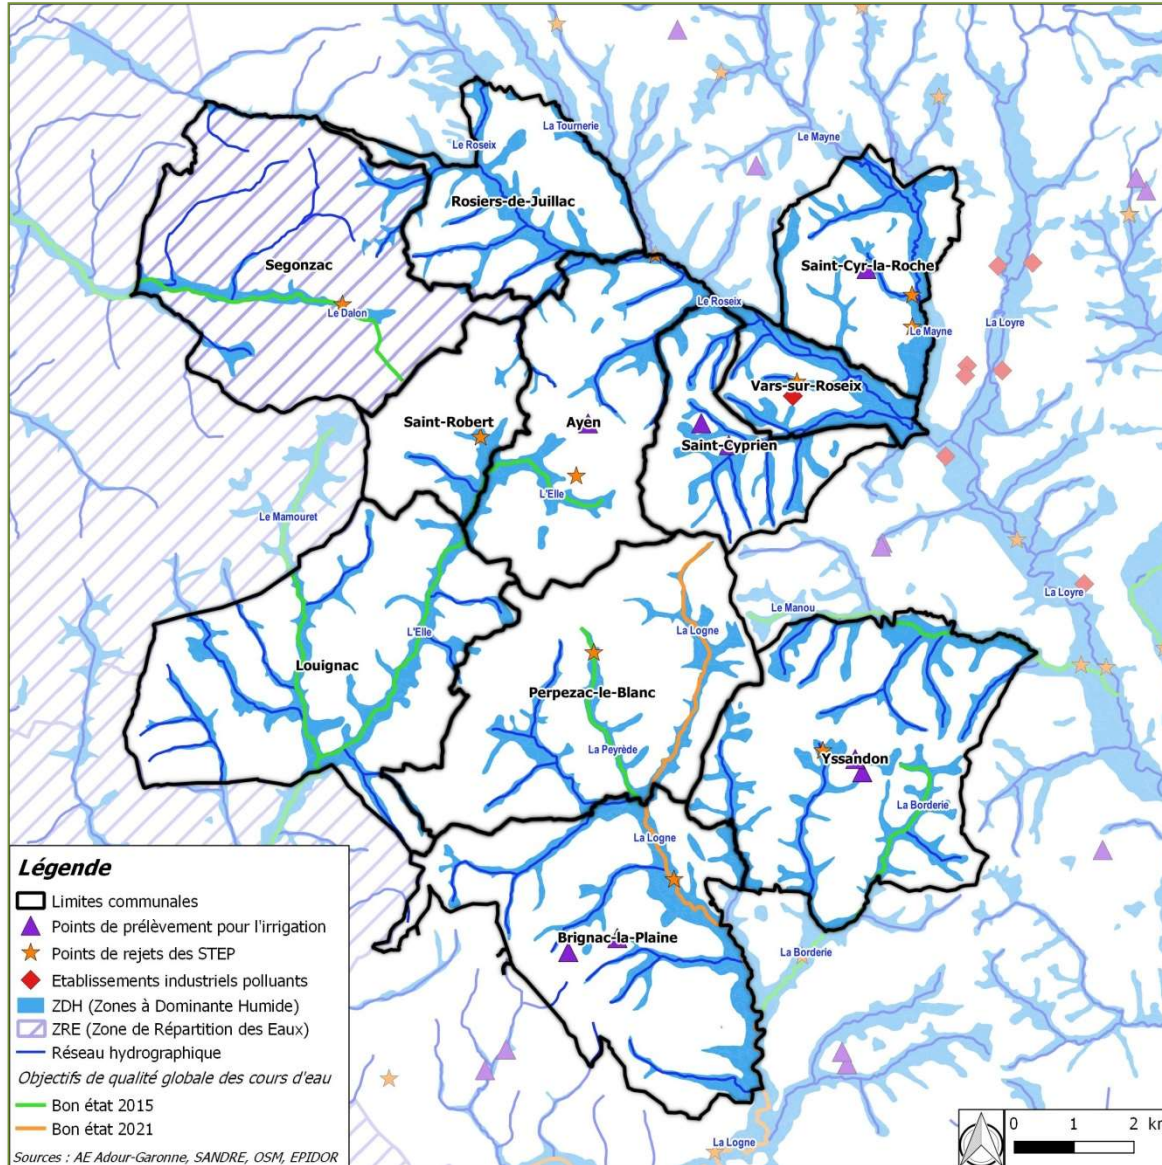 Le Mayne
La Tournerie
Le Roseix
Rosiers-de-Juillac
Segonzac
Saint-Cyr-la-Roche
Le Roseix
Le Dalon
Le Mayne
La Loyre
Vars-sur-Roseix
Saint-Robert
Ayen
Saint-Cyprien
L'Elle
Le Mamouret
La Loyre
Le Manou
L'Elle
La Logne
Louignac
Perpezac-le-Blanc
La Peyrède
Yssandon
La Borderie
La Logne
Brignac-la-Plaine
La Borderie
La Logne
Légende
Limites communales
Points de prélèvement pour l'irrigation
Points de rejets des STEP
Etablissements industriels polluants
ZDH (Zones à Dominante Humide)
ZRE (Zone de Répartition des Eaux)
Réseau hydrographique
Objectifs de qualité globale des cours d'eau
Bon état 2015
Bon état 2021
Sources : AE Adour-Garonne, SANDRE, OSM, EPIDOR
0 1 2 km